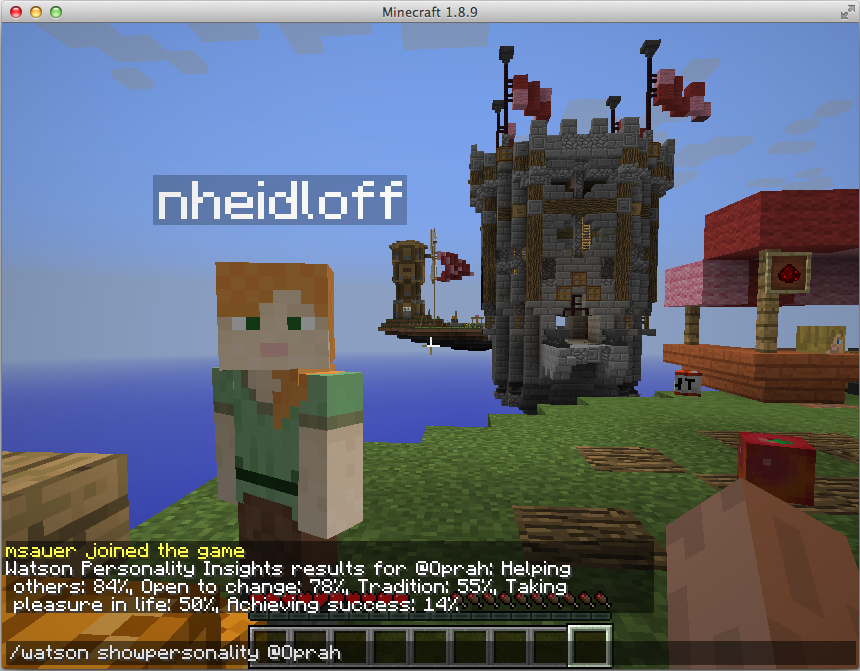 Minecraft 1.8.9
nheidloff
msauer joined the game
Watson Personality Insights results for @Oprah: Helping
others: 84%, Open to change: 78%, Tradition: 55%, Taking
pleasure in life: 50%, Achieving success: 14%
/watson showpersonality @Oprah